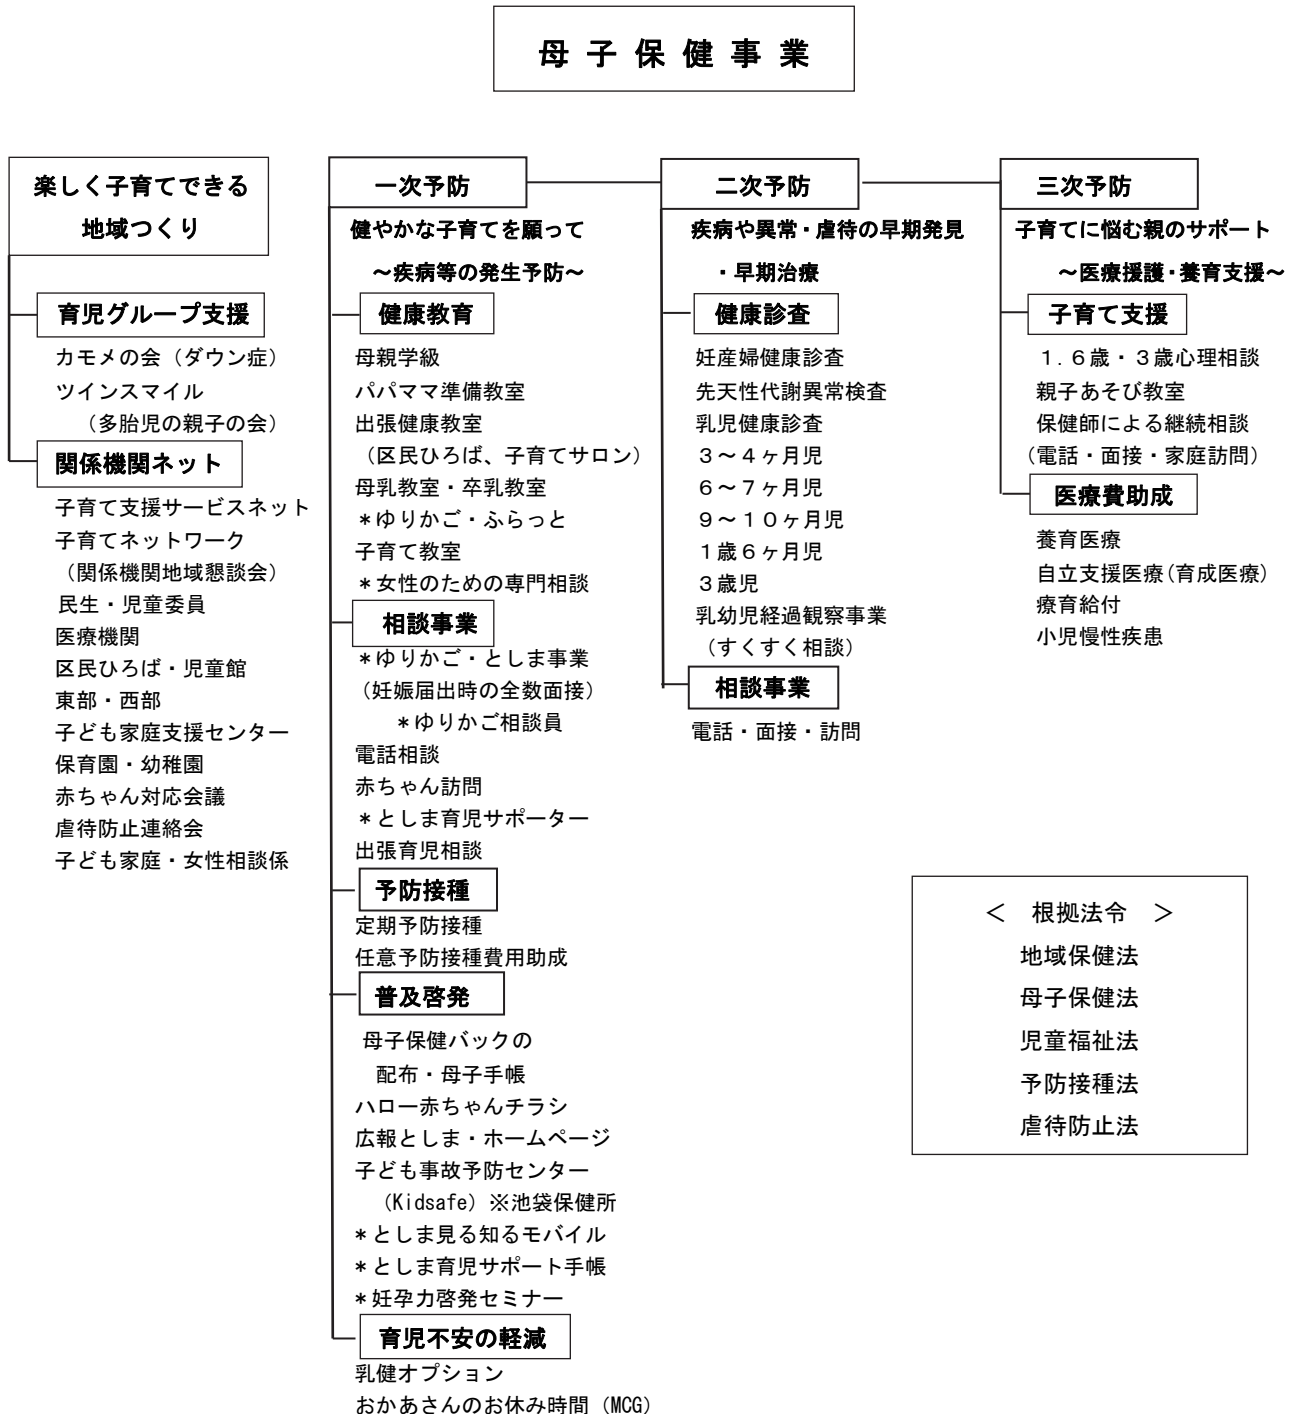 母子保健事業
楽しく子育てできる
地域つくり
育児グループ支援
カモメの会（ダウン症）
ツインスマイル
（多胎児の親子の会）
関係機関ネット
子育て支援サービスネット
子育てネットワーク
（関係機関地域懇談会）
民生・児童委員
医療機関
区民ひろば・児童館
東部・西部
子ども家庭支援センター
保育園・幼稚園
赤ちゃん対応会議
虐待防止連絡会
子ども家庭・女性相談係
一次予防
健やかな子育てを願って
～疾病等の発生予防～
健康教育
母親学級
パパママ準備教室
出張健康教室
（区民ひろば、子育てサロン）
母乳教室・卒乳教室
＊ゆりかご・ふらっと
子育て教室
＊女性のための専門相談
相談事業
＊ゆりかご・としま事業
（妊娠届出時の全数面接）
＊ゆりかご相談員
電話相談
赤ちゃん訪問
＊としま育児サポーター
出張育児相談
予防接種
定期予防接種
任意予防接種費用助成
普及啓発
母子保健バックの
配布・母子手帳
ハロー赤ちゃんチラシ
広報としま・ホームページ
子ども事故予防センター
（Kidsafe）※池袋保健所
＊としま見る知るモバイル
＊としま育児サポート手帳
＊妊孕力啓発セミナー
育児不安の軽減
乳健オプション
おかあさんのお休み時間（MCG）
二次予防
疾病や異常・虐待の早期発見
・早期治療
健康診査
妊産婦健康診査
先天性代謝異常検査
乳児健康診査
３～４ヶ月児
６～７ヶ月児
９～１０ヶ月児
１歳６ヶ月児
３歳児
乳幼児経過観察事業
（すくすく相談）
相談事業
電話・面接・訪問
三次予防
子育てに悩む親のサポート
～医療援護・養育支援～
子育て支援
１.６歳・３歳心理相談
親子あそび教室
保健師による継続相談
（電話・面接・家庭訪問）
医療費助成
養育医療
自立支援医療（育成医療）
療育給付
小児慢性疾患
＜　根拠法令　＞
地域保健法
母子保健法
児童福祉法
予防接種法
虐待防止法